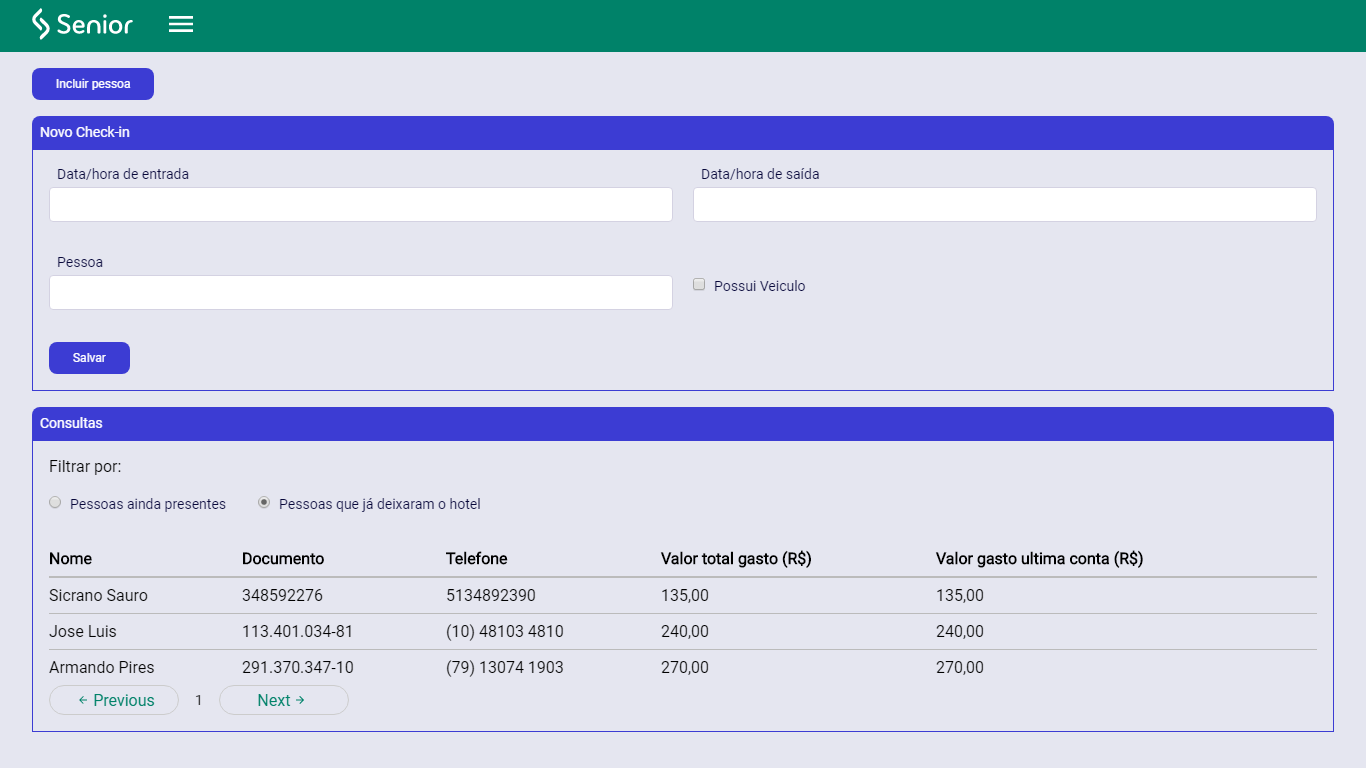 Senior
Incluir pessoa
Novo Check-in
Data/hora de entrada Data/hora de saída
Pessoa
Possui Veiculo
Salvar
Consultas
Filtrar por:
Pessoas ainda presentes Pessoas que já deixaram o hotel
Nome Documento Telefone Valor total gasto (R$) Valor gasto ultima conta (R$)
Sicrano Sauro 348592276 5134892390 135,00 135,00
Jose Luis 113.401.034-81 (10) 48103 4810 240,00 240,00
Armando Pires 291.370.347-10 (79) 13074 1903 270,00 270,00
← Previous 1 Next →